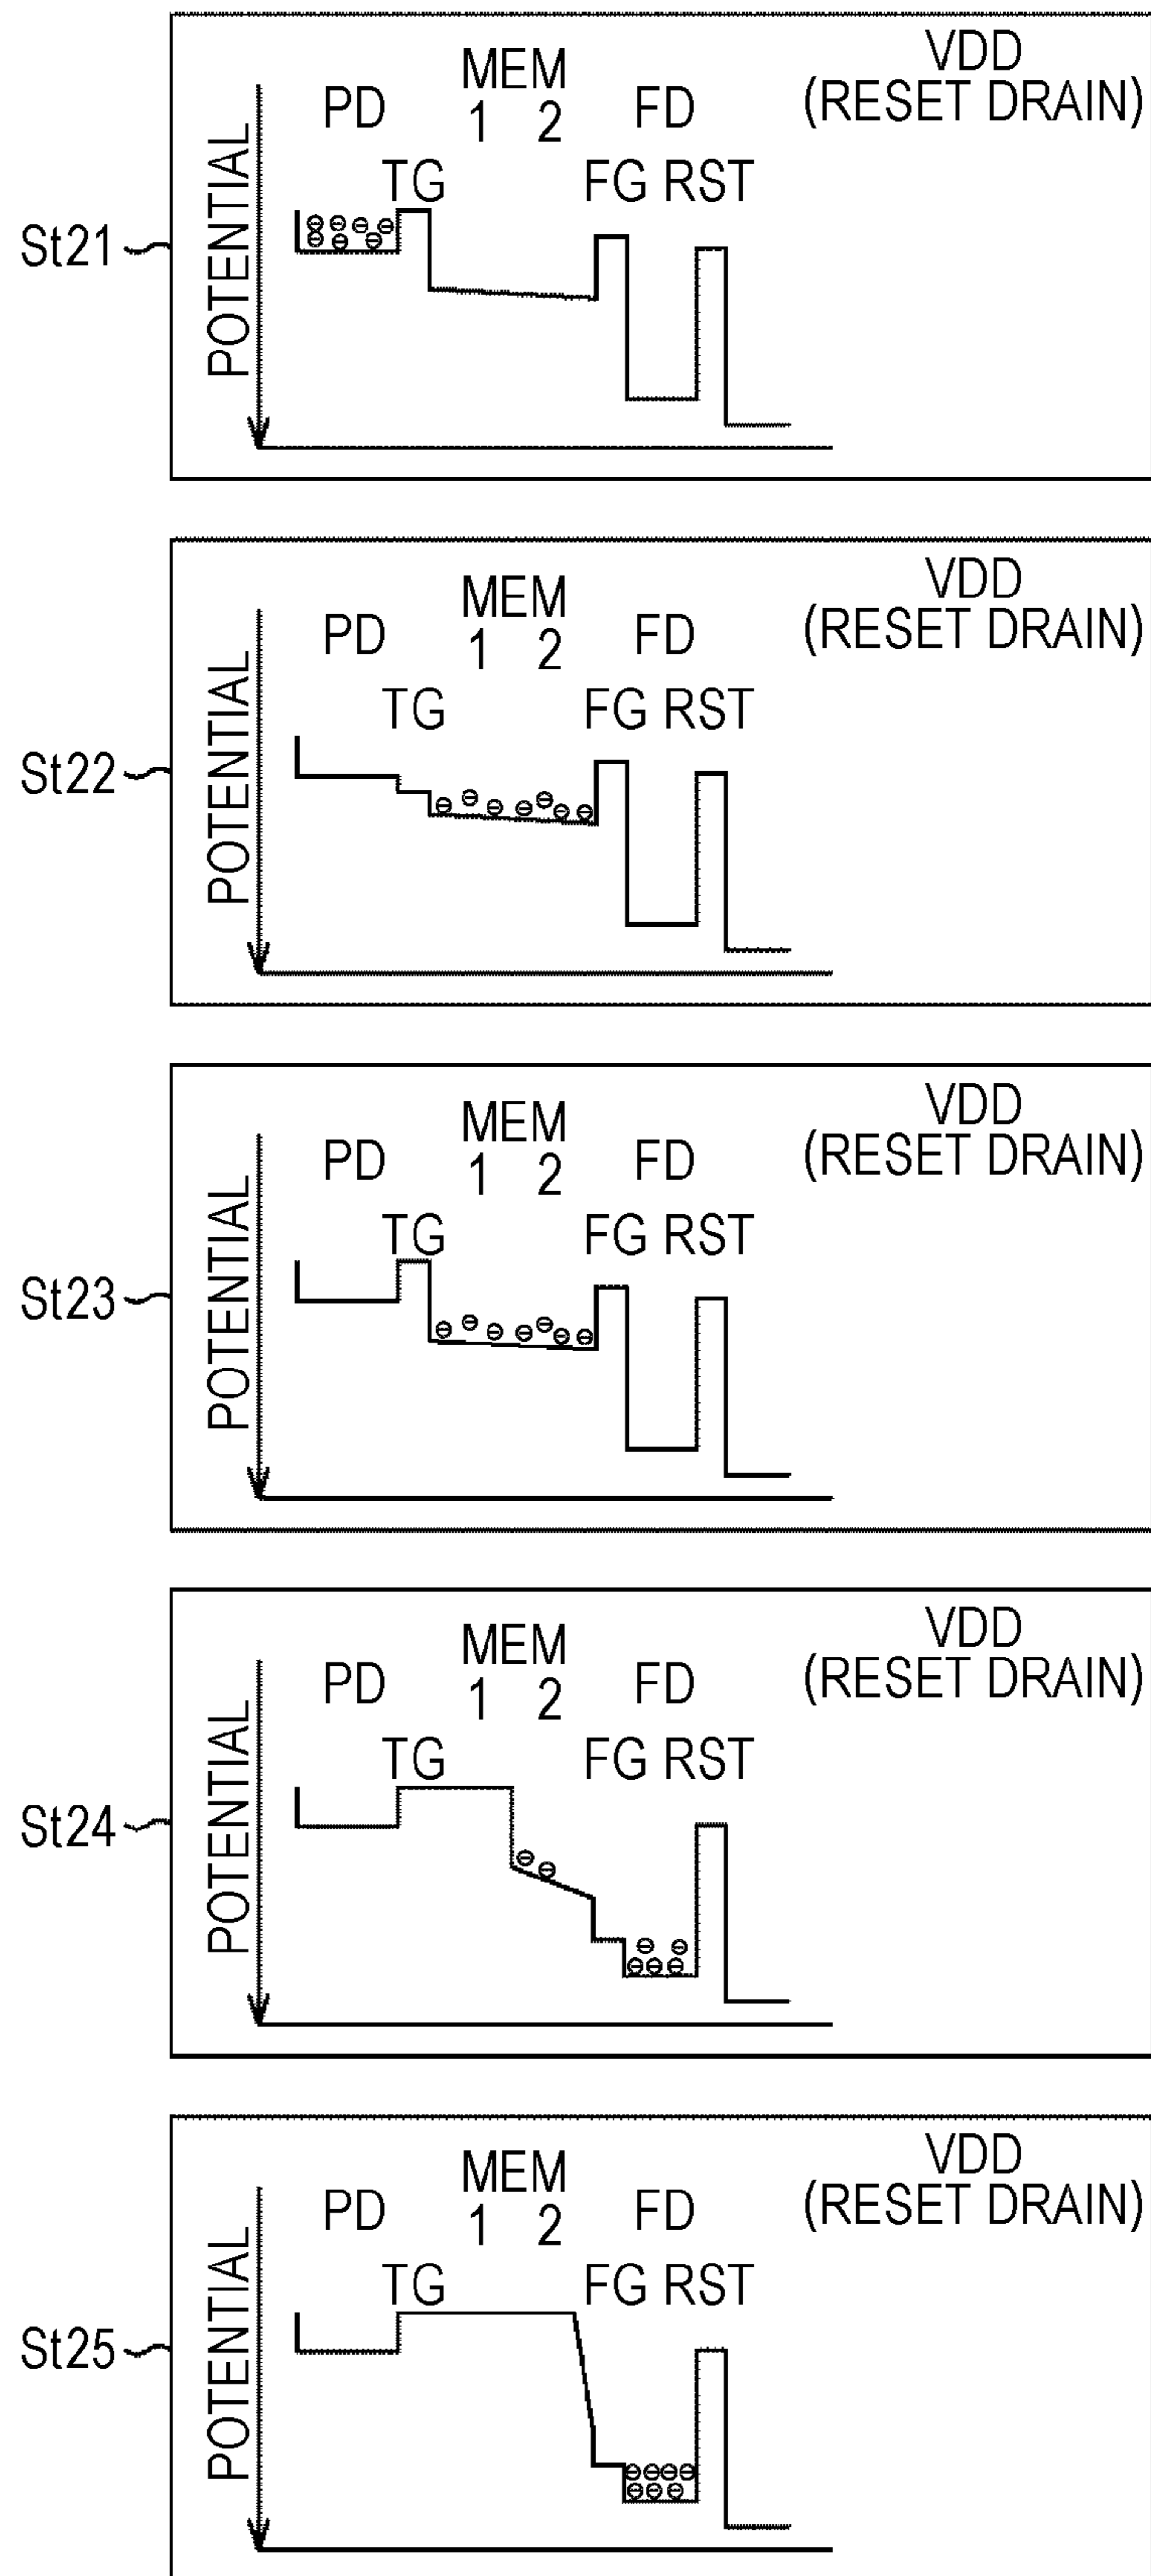 VDD
MEM
(RESET DRAIN)
PD
1 2
FD
TG
FG RST
POTENTIAL
St21
VDD
MEM
(RESET DRAIN)
PD
1 2
FD
TG
FG RST
POTENTIAL
St22
VDD
MEM
(RESET DRAIN)
PD
1 2
FD
TG
FG RST
POTENTIAL
St23
VDD
MEM
(RESET DRAIN)
PD
1 2
FD
TG
FG RST
POTENTIAL
St24
VDD
MEM
(RESET DRAIN)
PD
1 2
FD
TG
FG RST
POTENTIAL
St25